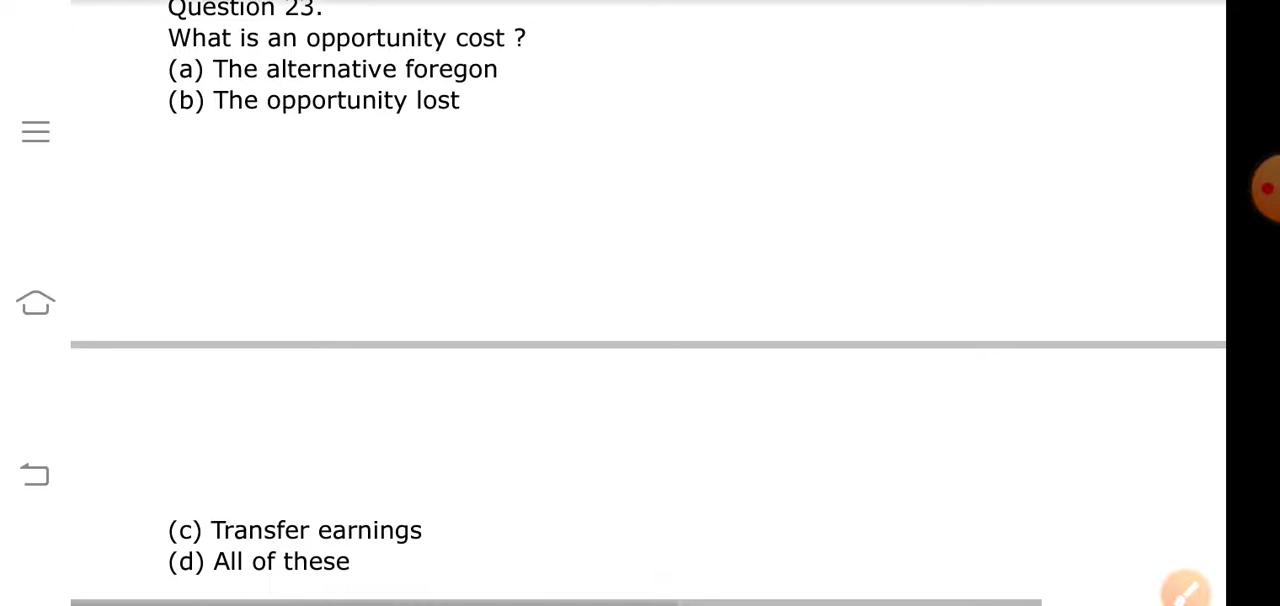 Question 23.
What is an opportunity cost ?
(a) The alternative foregon
(b) The opportunity lost
(c) Transfer earnings
(d) All of these